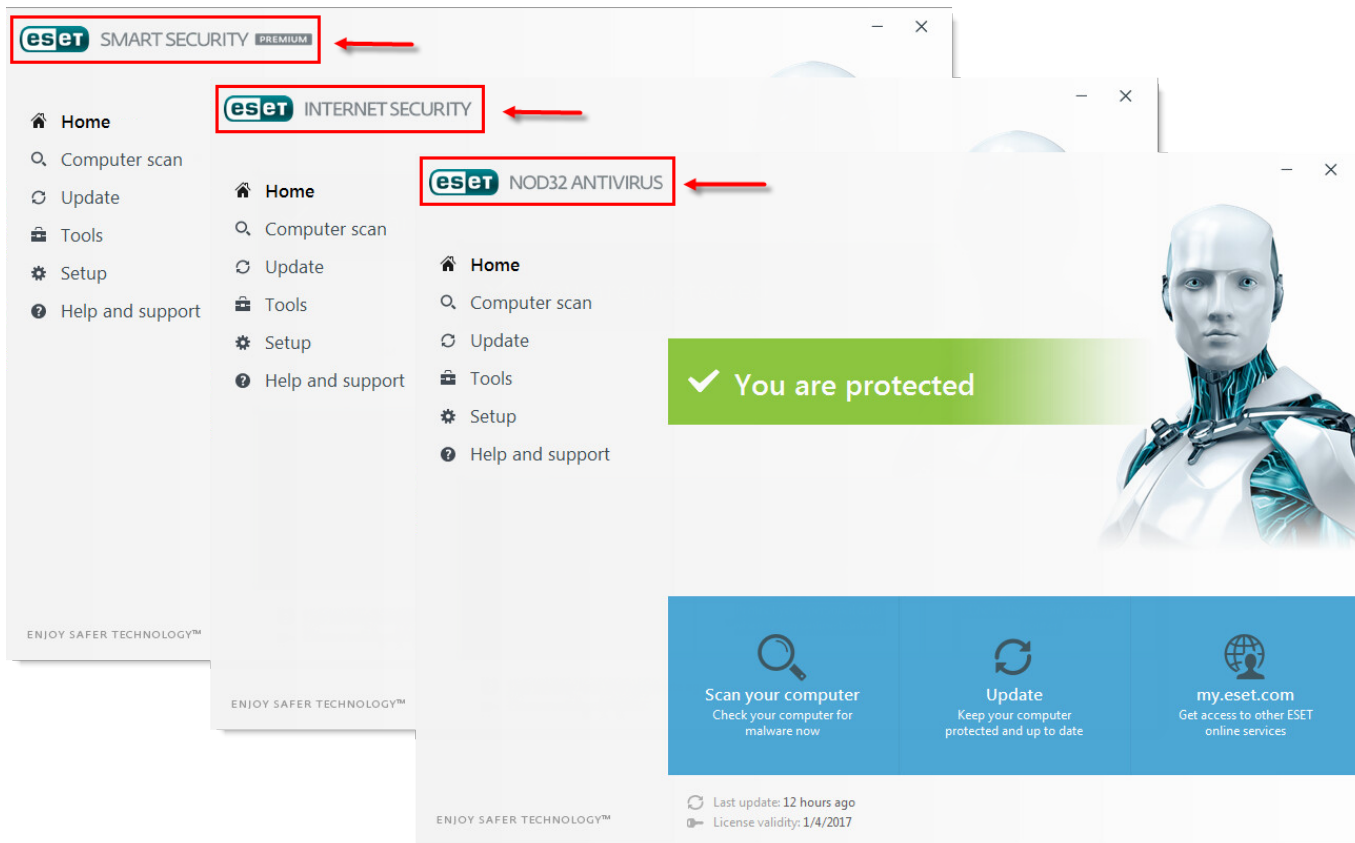 eset SMART SECURITY PREMIUM
Home
Computer scan
Update
Tools
Setup
Help and support
ENJOY SAFER TECHNOLOGY™
eset INTERNET SECURITY
Home
Computer scan
Update
Tools
Setup
Help and support
ENJOY SAFER TECHNOLOGY™
eset NOD32 ANTIVIRUS
Home
Computer scan
Update
Tools
Setup
Help and support
ENJOY SAFER TECHNOLOGY™
You are protected
Scan your computer
Check your computer for
malware now
Update
Keep your computer
protected and up to date
my.eset.com
Get access to other ESET
online services
Last update: 12 hours ago
License validity: 1/4/2017